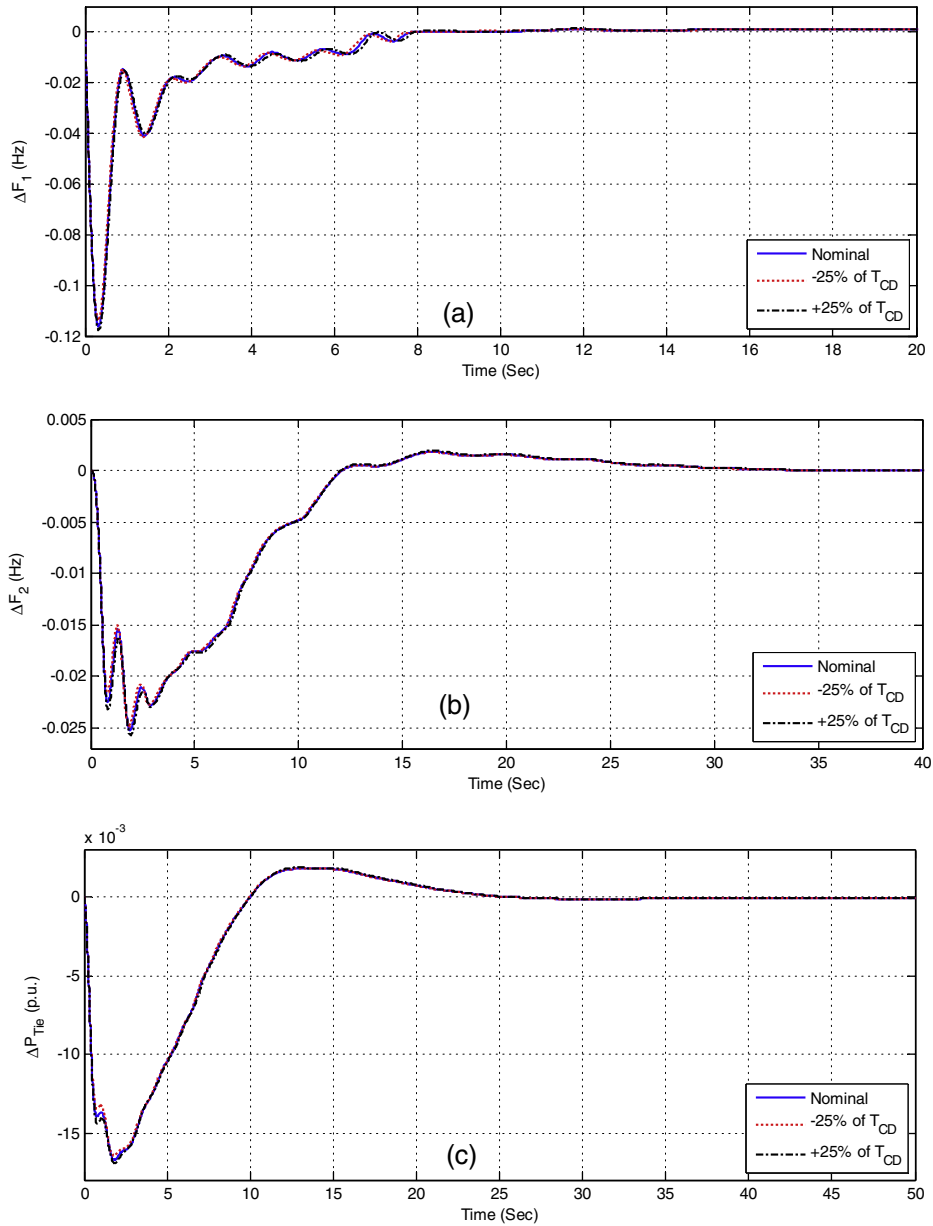 0
-0.02
-0.04
-0.06
-0.08
-0.1
-0.12
ΔF1 (Hz)
Nominal
-25% of TCD
+25% of TCD
(a)
0 2 4 6 8 10 12 14 16 18 20
Time (Sec)
0.005
0
-0.005
-0.01
-0.015
-0.02
-0.025
ΔF2 (Hz)
Nominal
-25% of TCD
+25% of TCD
(b)
0 5 10 15 20 25 30 35 40
Time (Sec)
x 10-3
0
-5
-10
-15
ΔPTie (p.u.)
Nominal
-25% of TCD
+25% of TCD
(c)
0 5 10 15 20 25 30 35 40 45 50
Time (Sec)